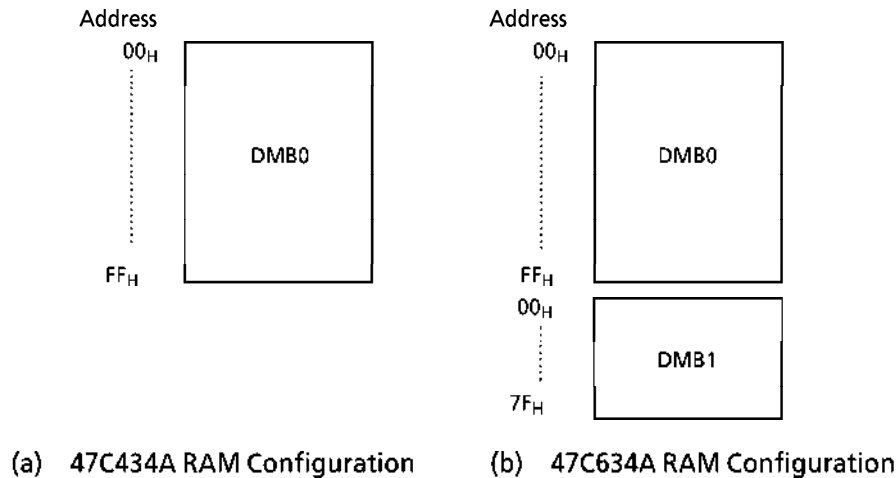 Address
00H
DMB0
FFH
(a) 47C434A RAM Configuration
Address
00H
DMB0
FFH
00H
DMB1
7FH
(b) 47C634A RAM Configuration